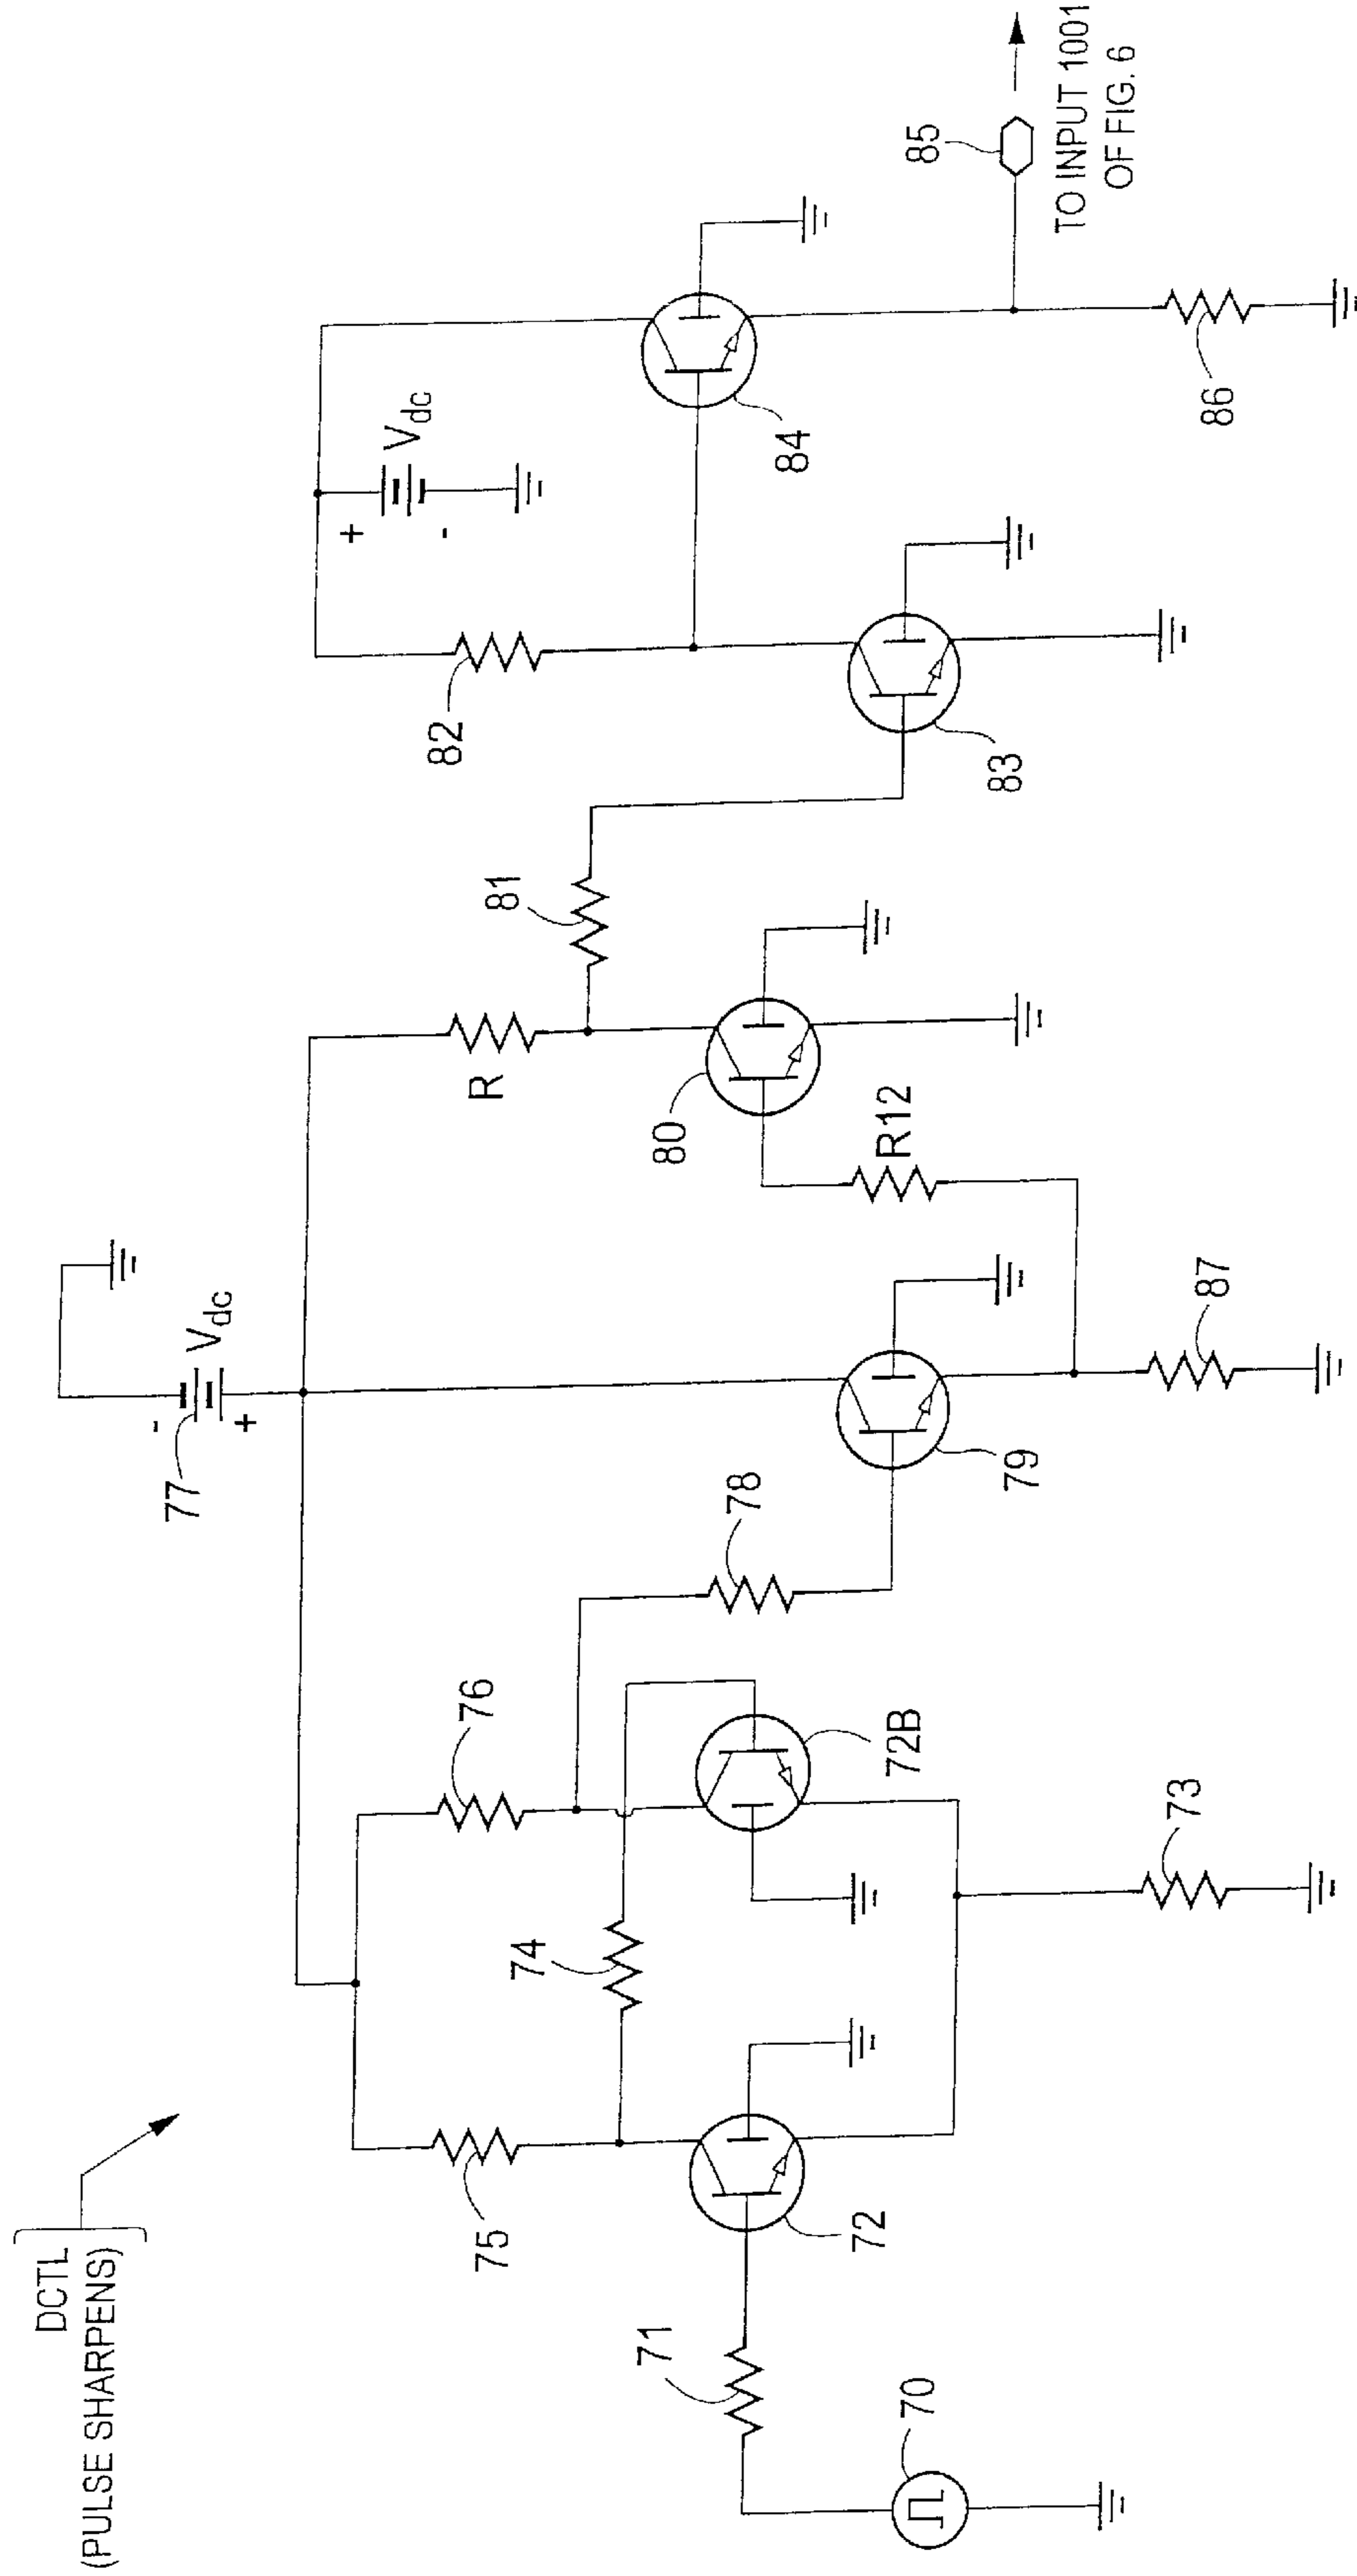 DCTL
(PULSE SHARPENS)
70
71
72
75
74
76
72B
73
78
77
-
+
Vdc
79
87
R12
80
R
81
82
83
+
-
Vdc
84
86
85
TO INPUT 1001
OF FIG. 6